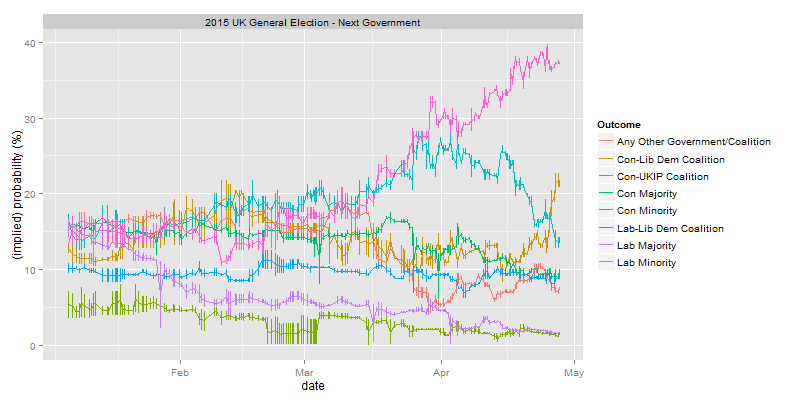 2015 UK General Election - Next Government
(implied) probability (%)
40
30
20
10
0
Feb
Mar
Apr
May
date
Outcome
Any Other Government/Coalition
Con-Lib Dem Coalition
Con-UKIP Coalition
Con Majority
Con Minority
Lab-Lib Dem Coalition
Lab Majority
Lab Minority